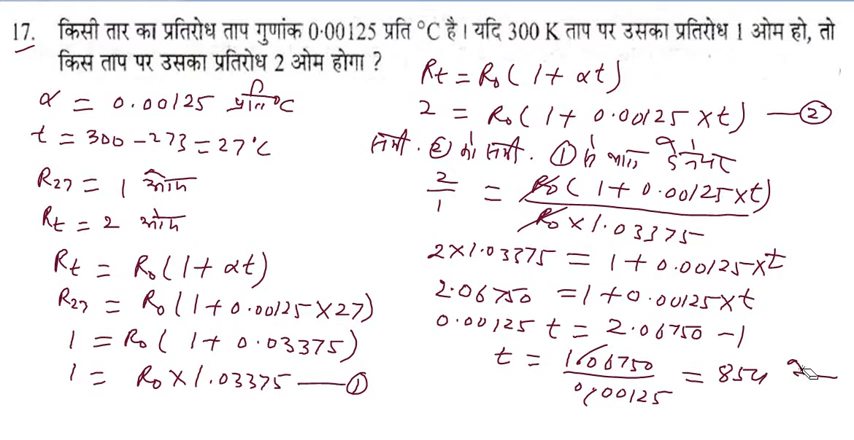 17. किसी तार का प्रतिरोध ताप गुणांक 0·00125 प्रति °C है। यदि 300 K ताप पर उसका प्रतिरोध 1 ओम हो, तो
किस ताप पर उसका प्रतिरोध 2 ओम होगा ?
α = 0.00125 प्रति °C
t = 300 - 273 = 27°C
R27 = 1 ओम
Rt = 2 ओम
Rt = R₀(1 + αt)
R27 = R₀(1 + 0.00125 X 27)
1 = R₀(1 + 0.03375)
1 = R₀ X 1.03375 — ①
Rt = R₀(1 + αt)
2 = R₀(1 + 0.00125 Xt) — ②
समी. ② को समी. ① से भाग देने पर
2/1 = R₀(1 + 0.00125 Xt) / R₀ X 1.03375
2 X 1.03375 = 1 + 0.00125 Xt
2.06750 = 1 + 0.00125 Xt
0.00125 t = 2.06750 - 1
t = 1.06750 / 0.00125 = 854